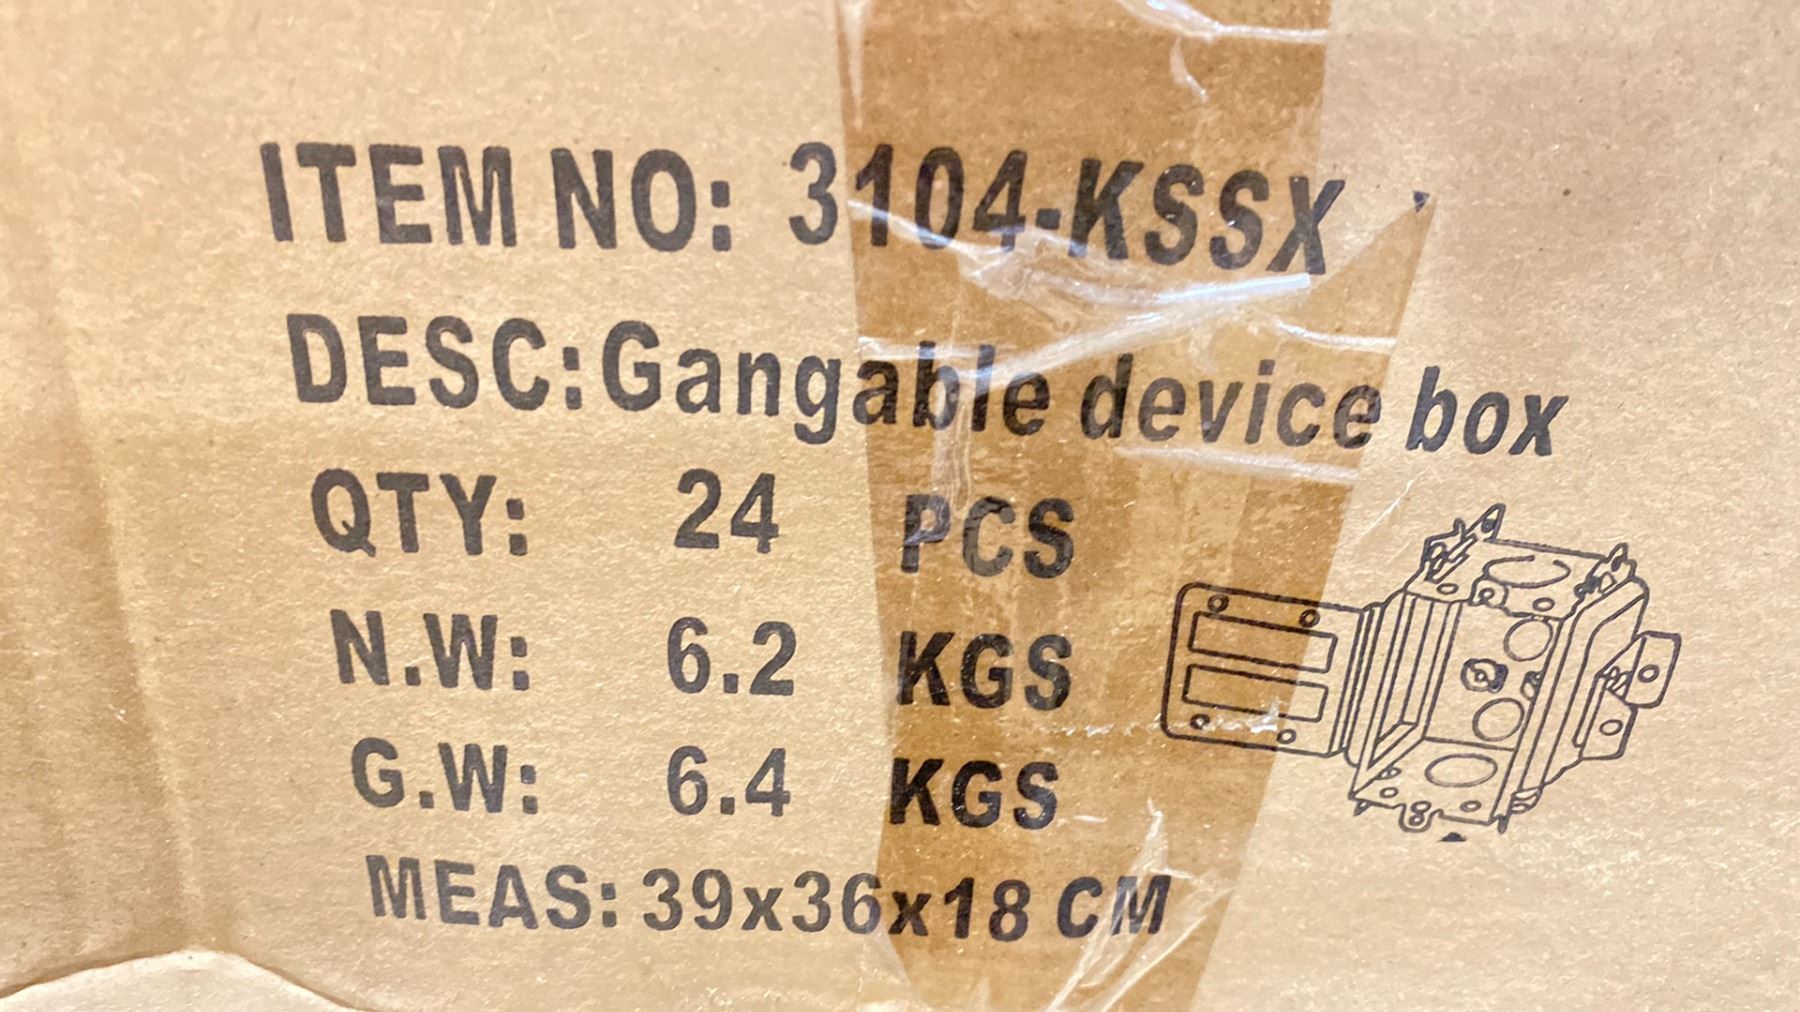 ITEM NO: 3104-KSSX
DESC: Gangable device box
QTY: 24 PCS
N.W: 6.2 KGS
G.W: 6.4 KGS
MEAS: 39x36x18 CM